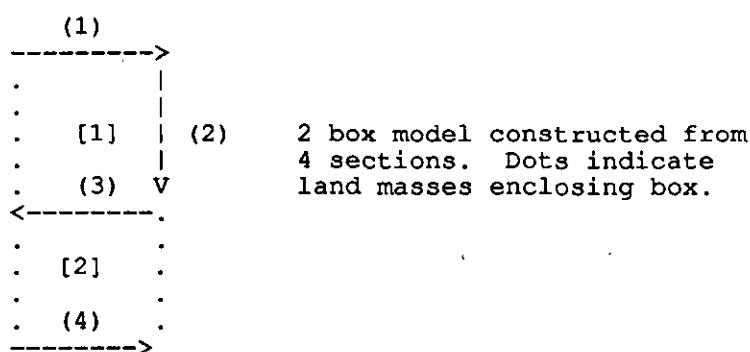 (1)
[1] (2) 2 box model constructed from
4 sections. Dots indicate
(3) V land masses enclosing box.
[2]
(4)